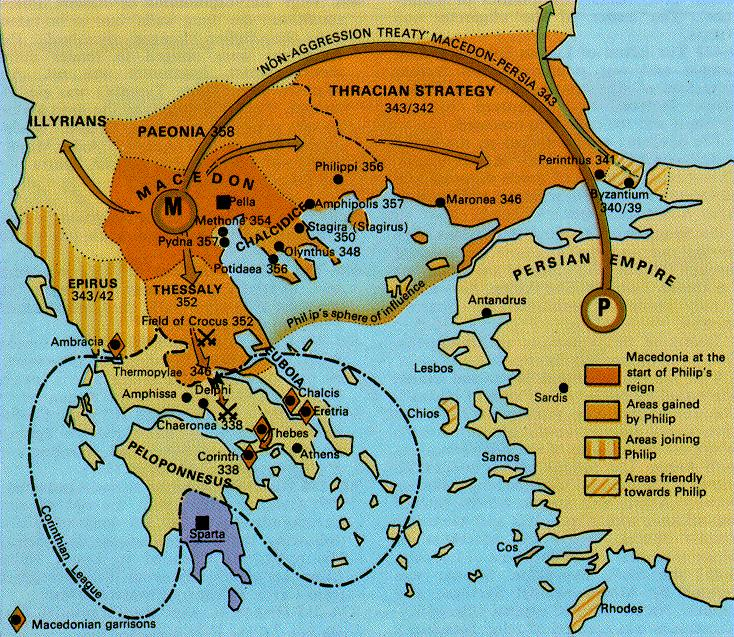 'NON-AGGRESSION TREATY' MACEDON-PERSIA 343
THRACIAN STRATEGY
343/342
ILLYRIANS
PAEONIA 358
MACEDON
M
Pella
Philippi 356
Perinthus 341
Byzantium
340/39
Amphipolis 357
Maronea 346
Methone 354
CHALCIDICE
Stagira (Stagirus)
350
Pydna 357
Olynthus 348
Potidaea 356
PERSIAN EMPIRE
P
EPIRUS
343/42
THESSALY
352
Antandrus
Philip's sphere of influence
Field of Crocus 352
Ambracia
Thermopylae 346
EUBOIA
Lesbos
Sardis
Amphissa
Delphi
Chalcis
Eretria
Chios
Chaeronea 338
Thebes
Athens
Corinth
338
PELOPONNESUS
Samos
Sparta
Corinthian League
Cos
Rhodes
Macedonia at the
start of Philip's
reign
Areas gained
by Philip
Areas joining
Philip
Areas friendly
towards Philip
Macedonian garrisons